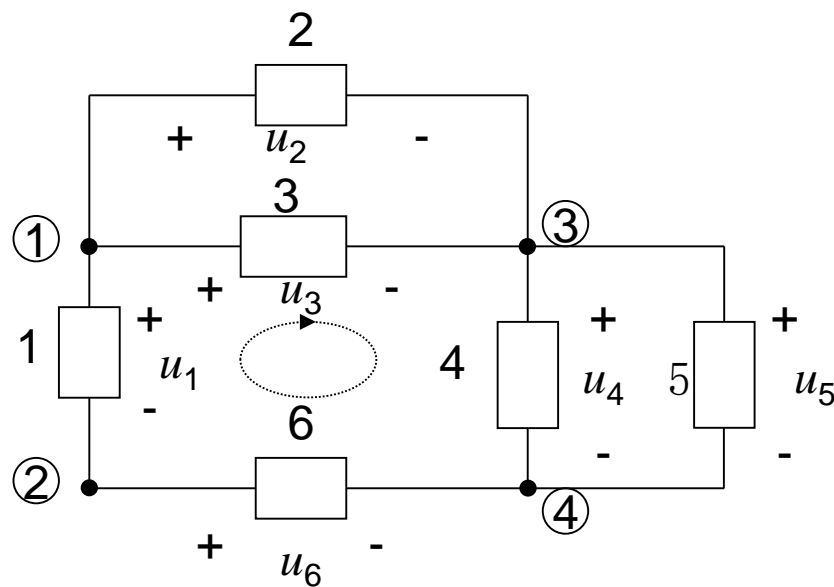 2
+ u2 -
3
① ③
+ u3 -
1 + u1 -
4 + u4 -
5 + u5 -
6
② ④
+ u6 -